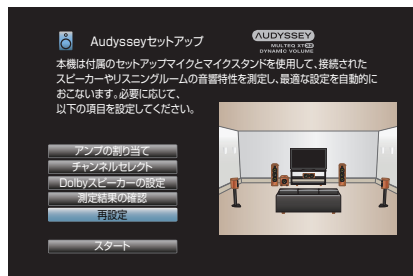 Audysseyセットアップ
AUDYSSEY
MULTEQ XT32
DYNAMIC VOLUME
本機は付属のセットアップマイクとマイクスタンドを使用して、接続された
スピーカーやリスニングルームの音響特性を測定し、最適な設定を自動的に
おこないます。必要に応じて、
以下の項目を設定してください。
アンプの割り当て
チャンネルセレクト
Dolbyスピーカーの設定
測定結果の確認
再設定
スタート